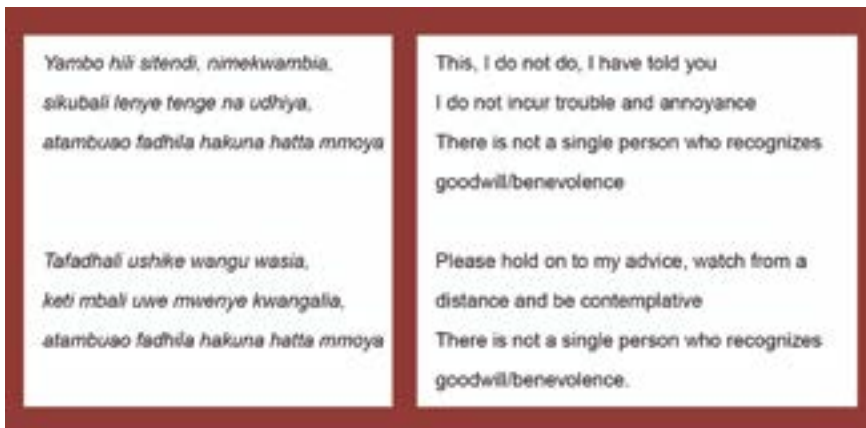 Yambo hili sitendi, nimekwambia,
sikubali lenye tenge na udhiya,
atambuao fadhila hakuna hatta mmoya
Tafadhali ushike wangu wasia,
keti mbali uwe mwenye kwangalia,
atambuao fadhila hakuna hatta mmoya
This, I do not do, I have told you
I do not incur trouble and annoyance
There is not a single person who recognizes
goodwill/benevolence
Please hold on to my advice, watch from a
distance and be contemplative
There is not a single person who recognizes
goodwill/benevolence.